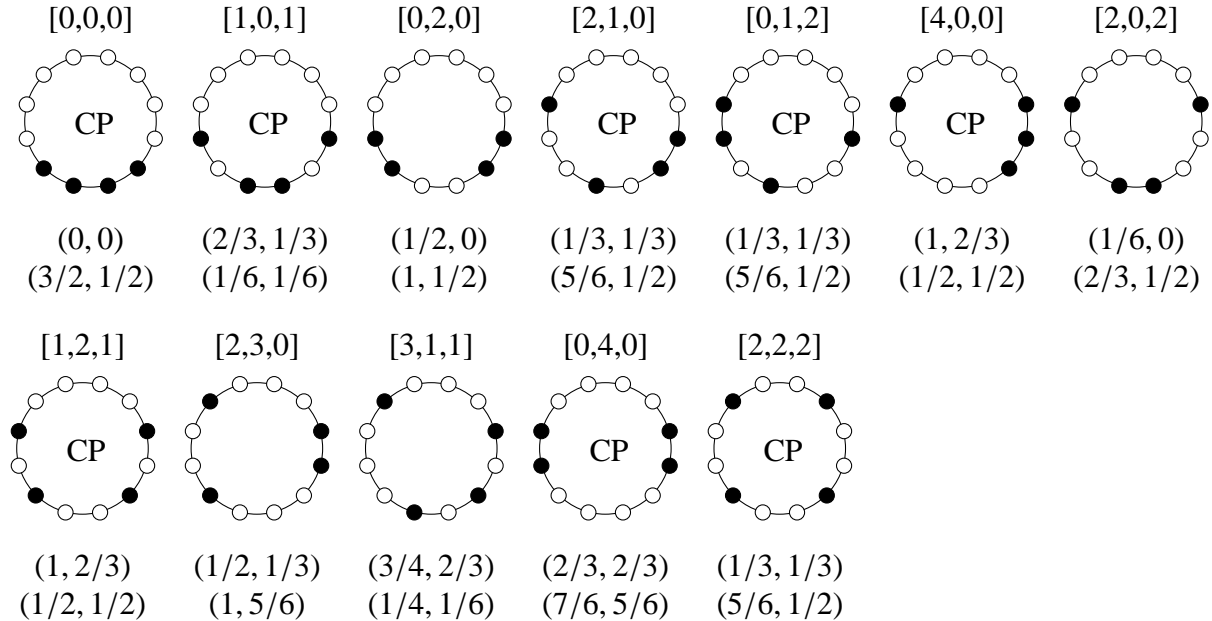 [0,0,0] [1,0,1] [0,2,0] [2,1,0] [0,1,2] [4,0,0] [2,0,2]
CP CP CP CP CP
(0, 0) (2/3, 1/3) (1/2, 0) (1/3, 1/3) (1/3, 1/3) (1, 2/3) (1/6, 0)
(3/2, 1/2) (1/6, 1/6) (1, 1/2) (5/6, 1/2) (5/6, 1/2) (1/2, 1/2) (2/3, 1/2)
[1,2,1] [2,3,0] [3,1,1] [0,4,0] [2,2,2]
CP CP CP
(1, 2/3) (1/2, 1/3) (3/4, 2/3) (2/3, 2/3) (1/3, 1/3)
(1/2, 1/2) (1, 5/6) (1/4, 1/6) (7/6, 5/6) (5/6, 1/2)